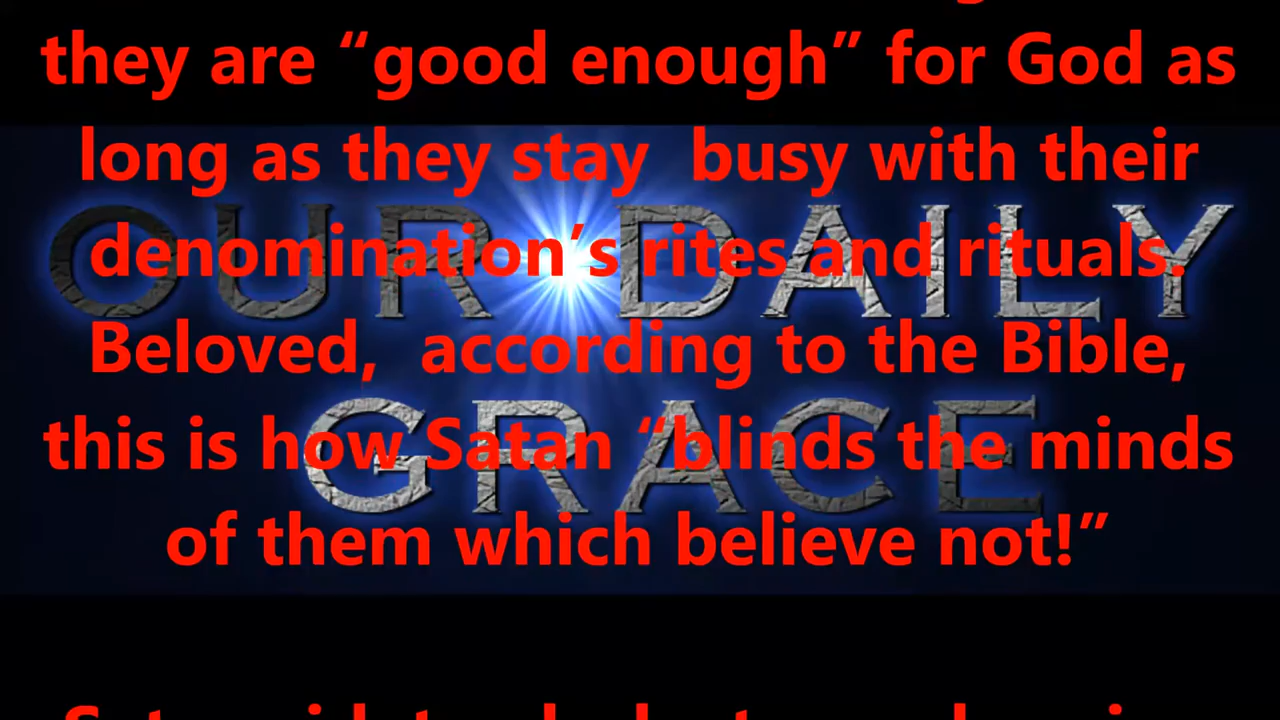 they are “good enough” for God as
long as they stay  busy with their
denomination’s rites and rituals.
Beloved,  according to the Bible,
this is how Satan “blinds the minds
of them which believe not!”
OUR DAILY
GRACE